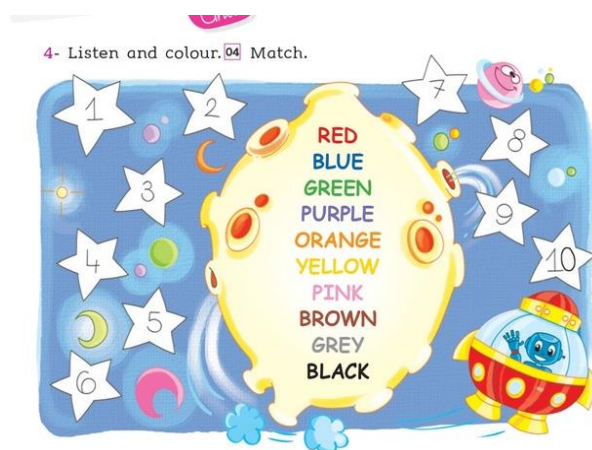 4- Listen and colour. 04 Match.
1
2
3
4
5
6
7
8
9
10
RED
BLUE
GREEN
PURPLE
ORANGE
YELLOW
PINK
BROWN
GREY
BLACK